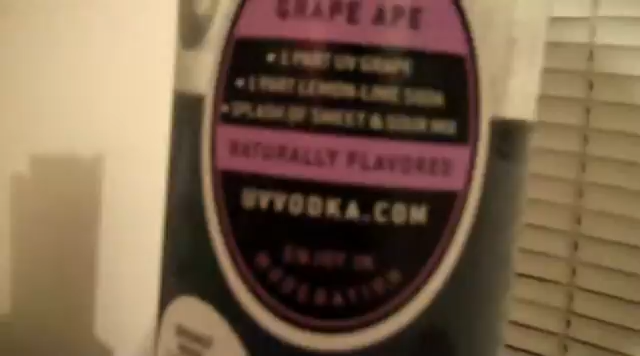 GRAPE APE
• 1 PART UV GRAPE
• 1 PART LEMON-LIME SODA
• SPLASH OF SWEET & SOUR MIX
NATURALLY FLAVORED
UVVODKA.COM
ENJOY IN
MODERATION